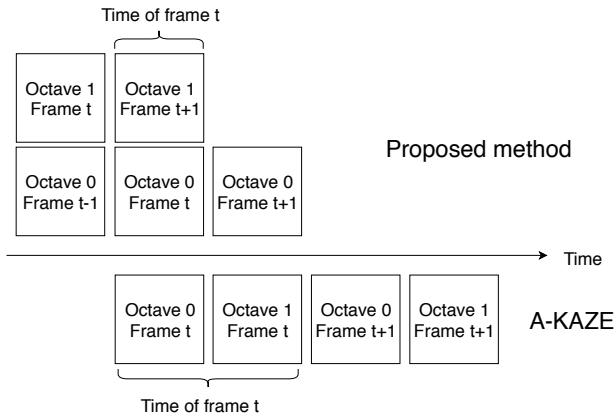 Time of frame t
Octave 1
Frame t
Octave 1
Frame t+1
Proposed method
Octave 0
Frame t-1
Octave 0
Frame t
Octave 0
Frame t+1
Time
Octave 0
Frame t
Octave 1
Frame t
Octave 0
Frame t+1
Octave 1
Frame t+1
A-KAZE
Time of frame t